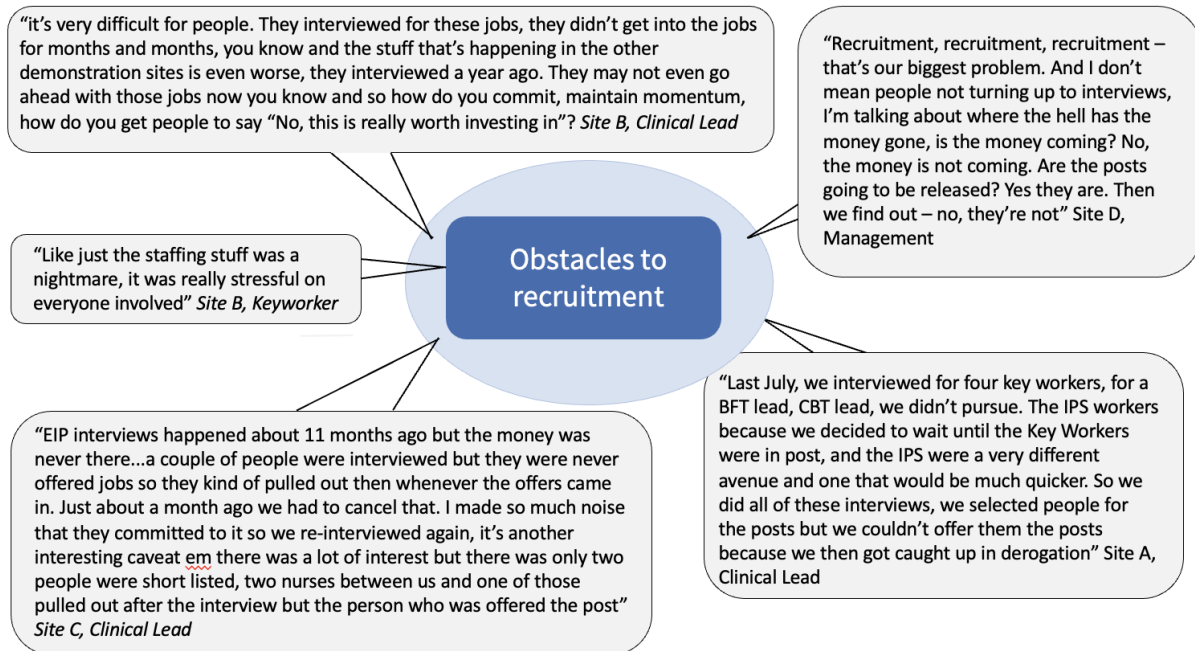 “it’s very difficult for people. They interviewed for these jobs, they didn’t get into the jobs
for months and months, you know and the stuff that’s happening in the other
demonstration sites is even worse, they interviewed a year ago. They may not even go
ahead with those jobs now you know and so how do you commit, maintain momentum,
how do you get people to say “No, this is really worth investing in”? Site B, Clinical Lead
“Recruitment, recruitment, recruitment –
that’s our biggest problem. And I don’t
mean people not turning up to interviews,
I’m talking about where the hell has the
money gone, is the money coming? No,
the money is not coming. Are the posts
going to be released? Yes they are. Then
we find out – no, they’re not” Site D,
Management
“Like just the staffing stuff was a
nightmare, it was really stressful on
everyone involved” Site B, Keyworker
Obstacles to
recruitment
“EIP interviews happened about 11 months ago but the money was
never there...a couple of people were interviewed but they were never
offered jobs so they kind of pulled out then whenever the offers came
in. Just about a month ago we had to cancel that. I made so much noise
that they committed to it so we re-interviewed again, it’s another
interesting caveat em there was a lot of interest but there was only two
people were short listed, two nurses between us and one of those
pulled out after the interview but the person who was offered the post”
Site C, Clinical Lead
“Last July, we interviewed for four key workers, for a
BFT lead, CBT lead, we didn’t pursue. The IPS workers
because we decided to wait until the Key Workers
were in post, and the IPS were a very different
avenue and one that would be much quicker. So we
did all of these interviews, we selected people for
the posts but we couldn’t offer them the posts
because we then got caught up in derogation” Site A,
Clinical Lead